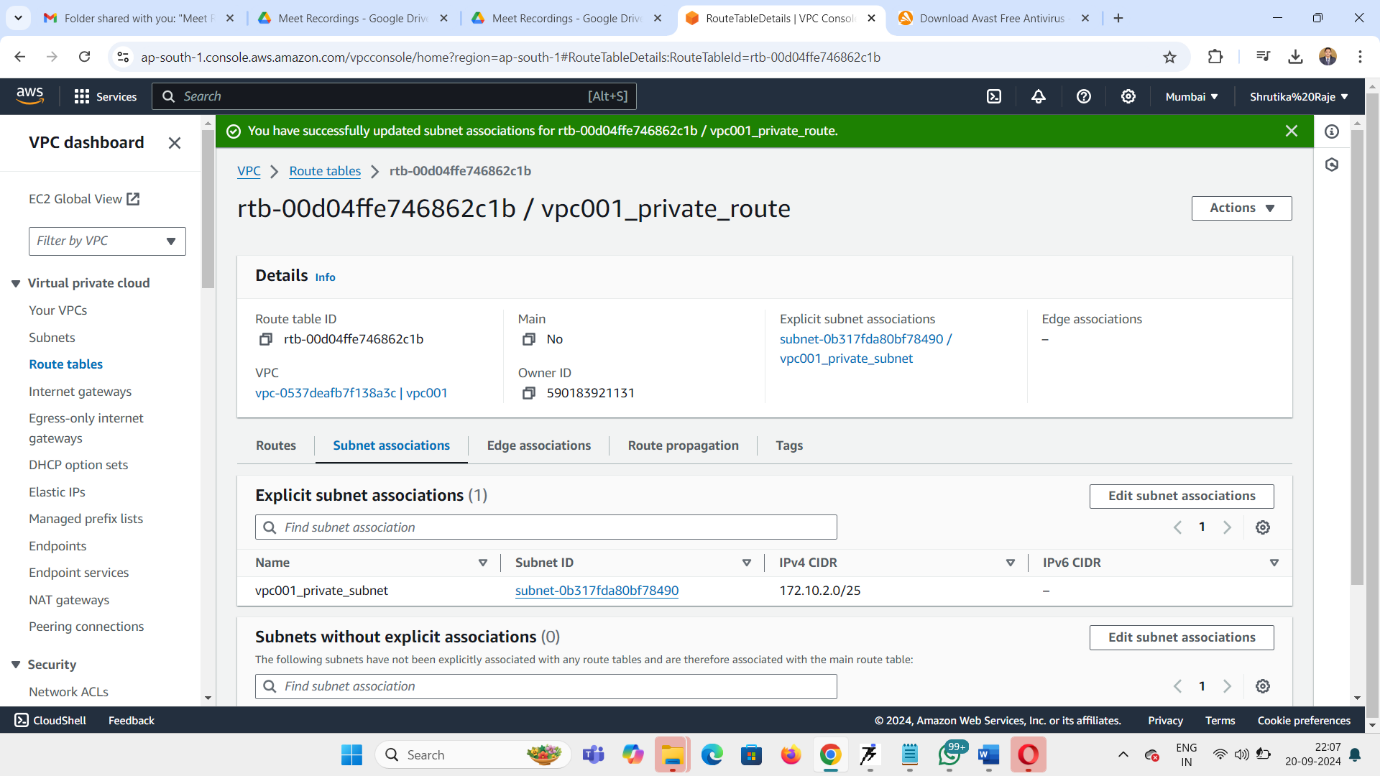 Folder shared with you: "Meet R
Meet Recordings - Google Drive
Meet Recordings - Google Drive
RouteTableDetails | VPC Console
Download Avast Free Antivirus
ap-south-1.console.aws.amazon.com/vpcconsole/home?region=ap-south-1#RouteTableDetails:RouteTableId=rtb-00d04ffe746862c1b
aws
Services
Search
[Alt+S]
Mumbai
Shrutika%20Raje
VPC dashboard
EC2 Global View
Filter by VPC
Virtual private cloud
Your VPCs
Subnets
Route tables
Internet gateways
Egress-only internet
gateways
DHCP option sets
Elastic IPs
Managed prefix lists
Endpoints
Endpoint services
NAT gateways
Peering connections
Security
Network ACLs
You have successfully updated subnet associations for rtb-00d04ffe746862c1b / vpc001_private_route.
VPC
Route tables
rtb-00d04ffe746862c1b
rtb-00d04ffe746862c1b / vpc001_private_route
Actions
Details
Info
Route table ID
rtb-00d04ffe746862c1b
Main
No
Explicit subnet associations
subnet-0b317fda80bf78490 /
vpc001_private_subnet
Edge associations
–
VPC
vpc-0537deafb7f138a3c | vpc001
Owner ID
590183921131
Routes
Subnet associations
Edge associations
Route propagation
Tags
Explicit subnet associations (1)
Edit subnet associations
Find subnet association
1
Name
Subnet ID
IPv4 CIDR
IPv6 CIDR
vpc001_private_subnet
subnet-0b317fda80bf78490
172.10.2.0/25
–
Subnets without explicit associations (0)
Edit subnet associations
The following subnets have not been explicitly associated with any route tables and are therefore associated with the main route table:
Find subnet association
1
CloudShell
Feedback
© 2024, Amazon Web Services, Inc. or its affiliates.
Privacy
Terms
Cookie preferences
Search
99+
ENG
IN
22:07
20-09-2024